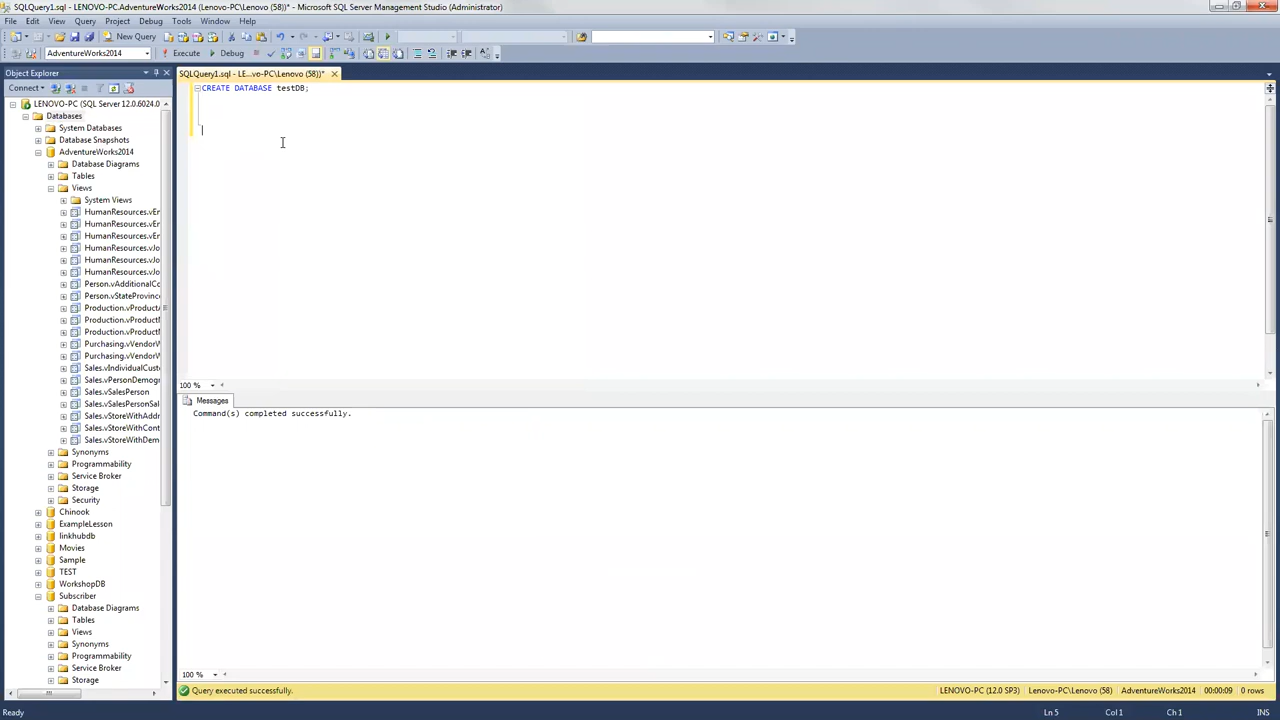 SQLQuery1.sql - LENOVO-PC.AdventureWorks2014 (Lenovo-PC\Lenovo (58))* - Microsoft SQL Server Management Studio (Administrator)
File Edit View Query Project Debug Tools Window Help
New Query
AdventureWorks2014 Execute Debug
Object Explorer
SQLQuery1.sql - LE...vo-PC\Lenovo (58))*
Connect
CREATE DATABASE testDB;
LENOVO-PC (SQL Server 12.0.6024.0
Databases
System Databases
Database Snapshots
AdventureWorks2014
Database Diagrams
Tables
Views
System Views
HumanResources.vEr
HumanResources.vEr
HumanResources.vEr
HumanResources.vJo
HumanResources.vJo
HumanResources.vJo
Person.vAdditionalCo
Person.vStateProvinc
Production.vProductA
Production.vProductM
Production.vProductM
Purchasing.vVendorW
Purchasing.vVendorW
Sales.vIndividualCust
Sales.vPersonDemogr
Sales.vSalesPerson
Sales.vSalesPersonSal
Sales.vStoreWithAddr
Sales.vStoreWithCont
Sales.vStoreWithDem
Synonyms
Programmability
Service Broker
Storage
Security
Chinook
ExampleLesson
linkhubdb
Movies
Sample
TEST
WorkshopDB
Subscriber
Database Diagrams
Tables
Views
Synonyms
Programmability
Service Broker
Storage
100 %
Messages
Command(s) completed successfully.
100 %
Query executed successfully. LENOVO-PC (12.0 SP3) Lenovo-PC\Lenovo (58) AdventureWorks2014 00:00:09 0 rows
Ready Ln 5 Col 1 Ch 1 INS